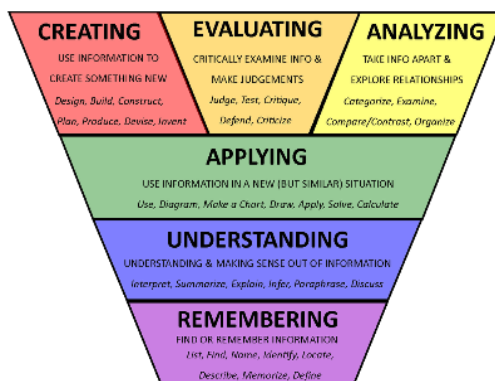 CREATING
USE INFORMATION TO
CREATE SOMETHING NEW
Design, Build, Construct,
Plan, Produce, Devise, Invent
EVALUATING
CRITICALLY EXAMINE INFO &
MAKE JUDGEMENTS
Judge, Test, Critique,
Defend, Criticize
ANALYZING
TAKE INFO APART &
EXPLORE RELATIONSHIPS
Categorize, Examine,
Compare/Contrast, Organize
APPLYING
USE INFORMATION IN A NEW (BUT SIMILAR) SITUATION
Use, Diagram, Make a Chart, Draw, Apply, Solve, Calculate
UNDERSTANDING
UNDERSTANDING & MAKING SENSE OUT OF INFORMATION
Interpret, Summarize, Explain, Infer, Paraphrase, Discuss
REMEMBERING
FIND OR REMEMBER INFORMATION
List, Find, Name, Identify, Locate,
Describe, Memorize, Define